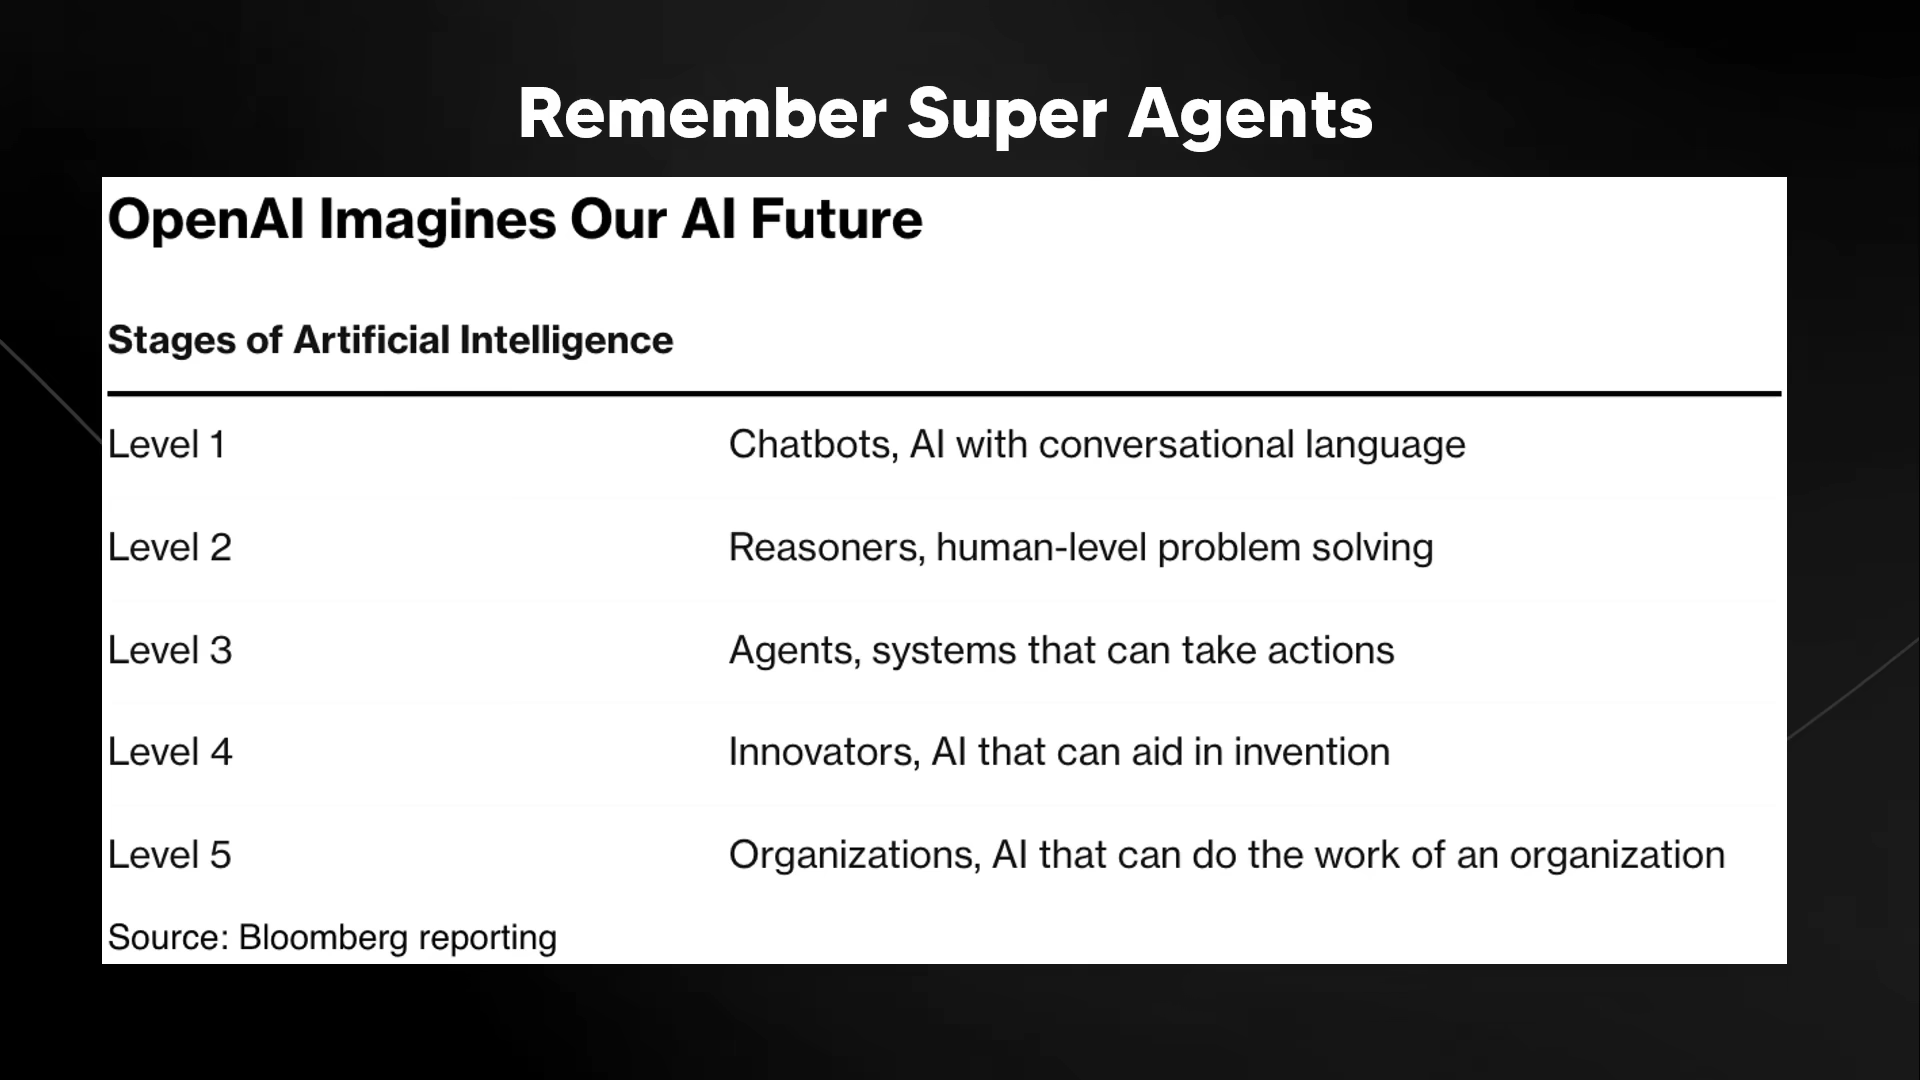 Remember Super Agents
OpenAI Imagines Our AI Future
Stages of Artificial Intelligence
Level 1 Chatbots, AI with conversational language
Level 2 Reasoners, human-level problem solving
Level 3 Agents, systems that can take actions
Level 4 Innovators, AI that can aid in invention
Level 5 Organizations, AI that can do the work of an organization
Source: Bloomberg reporting